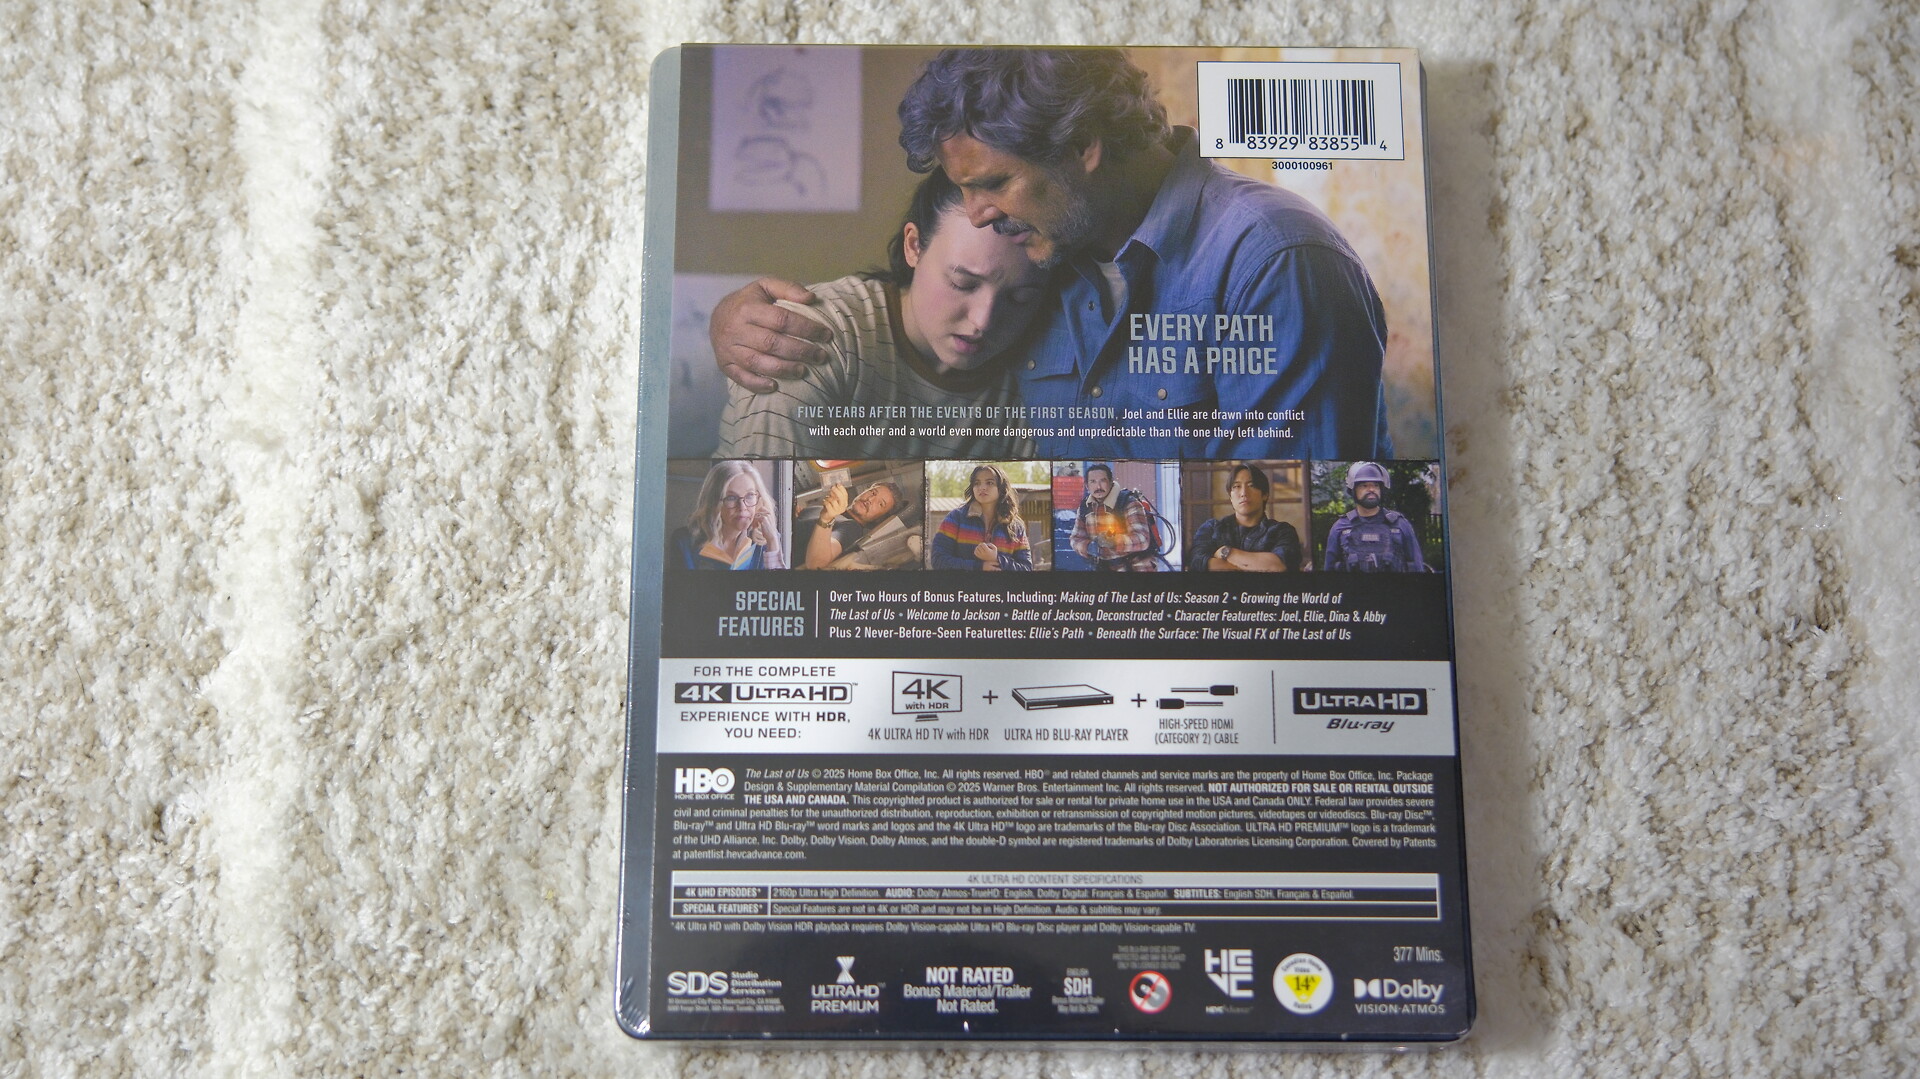 8 83929 83855 4
3000100961
EVERY PATH
HAS A PRICE
FIVE YEARS AFTER THE EVENTS OF THE FIRST SEASON, Joel and Ellie are drawn into conflict
with each other and a world even more dangerous and unpredictable than the one they left behind.
SPECIAL
FEATURES
Over Two Hours of Bonus Features, Including: Making of The Last of Us: Season 2 • Growing the World of
The Last of Us • Welcome to Jackson • Battle of Jackson, Deconstructed • Character Featurettes: Joel, Ellie, Dina & Abby
Plus 2 Never-Before-Seen Featurettes: Ellie's Path • Beneath the Surface: The Visual FX of The Last of Us
FOR THE COMPLETE
4K ULTRA HD™
EXPERIENCE WITH HDR,
YOU NEED:
4K
with HDR
4K ULTRA HD TV with HDR
+
ULTRA HD BLU-RAY PLAYER
+
HIGH-SPEED HDMI
(CATEGORY 2) CABLE
ULTRA HD™
Blu-ray
HBO
HOME BOX OFFICE
The Last of Us © 2025 Home Box Office, Inc. All rights reserved. HBO® and related channels and service marks are the property of Home Box Office, Inc. Package
Design & Supplementary Material Compilation © 2025 Warner Bros. Entertainment Inc. All rights reserved. NOT AUTHORIZED FOR SALE OR RENTAL OUTSIDE
THE USA AND CANADA. This copyrighted product is authorized for sale or rental for private home use in the USA and Canada ONLY. Federal law provides severe
civil and criminal penalties for the unauthorized distribution, reproduction, exhibition or retransmission of copyrighted motion pictures, videotapes or videodiscs. Blu-ray Disc™,
Blu-ray™ and Ultra HD Blu-ray™ word marks and logos and the 4K Ultra HD™ logo are trademarks of the Blu-ray Disc Association. ULTRA HD PREMIUM™ logo is a trademark
of the UHD Alliance, Inc. Dolby, Dolby Vision, Dolby Atmos, and the double-D symbol are registered trademarks of Dolby Laboratories Licensing Corporation. Covered by Patents
at patentlist.hevcadvance.com.
4K ULTRA HD CONTENT SPECIFICATIONS
4K UHD EPISODES* 2160p Ultra High Definition. AUDIO: Dolby Atmos-TrueHD: English, Dolby Digital: Français & Español. SUBTITLES: English SDH, Français & Español.
SPECIAL FEATURES* Special Features are not in 4K or HDR and may not be in High Definition. Audio & subtitles may vary.
*4K Ultra HD with Dolby Vision HDR playback requires Dolby Vision-capable Ultra HD Blu-ray Disc player and Dolby Vision-capable TV.
377 Mins.
SDS Studio
Distribution
Services
ULTRA HD™
PREMIUM
NOT RATED
Bonus Material/Trailer
Not Rated.
ENGLISH
SDH
HEVC
14A
Dolby
VISION·ATMOS